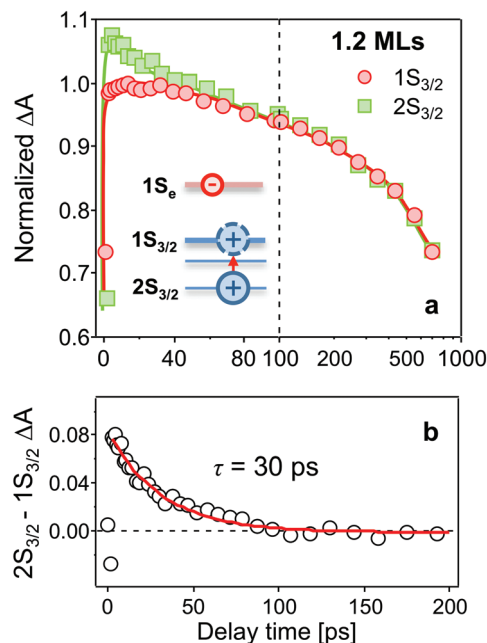 1.2 MLs
1S3/2
2S3/2
Normalized ΔA
1.1
1.0
0.9
0.8
0.7
0.6
1Se
−
1S3/2
+
2S3/2
+
a
0 40 80 100 400 700 1000
b
2S3/2 - 1S3/2 ΔA
0.08
0.04
0.00
τ = 30 ps
0 50 100 150 200
Delay time [ps]